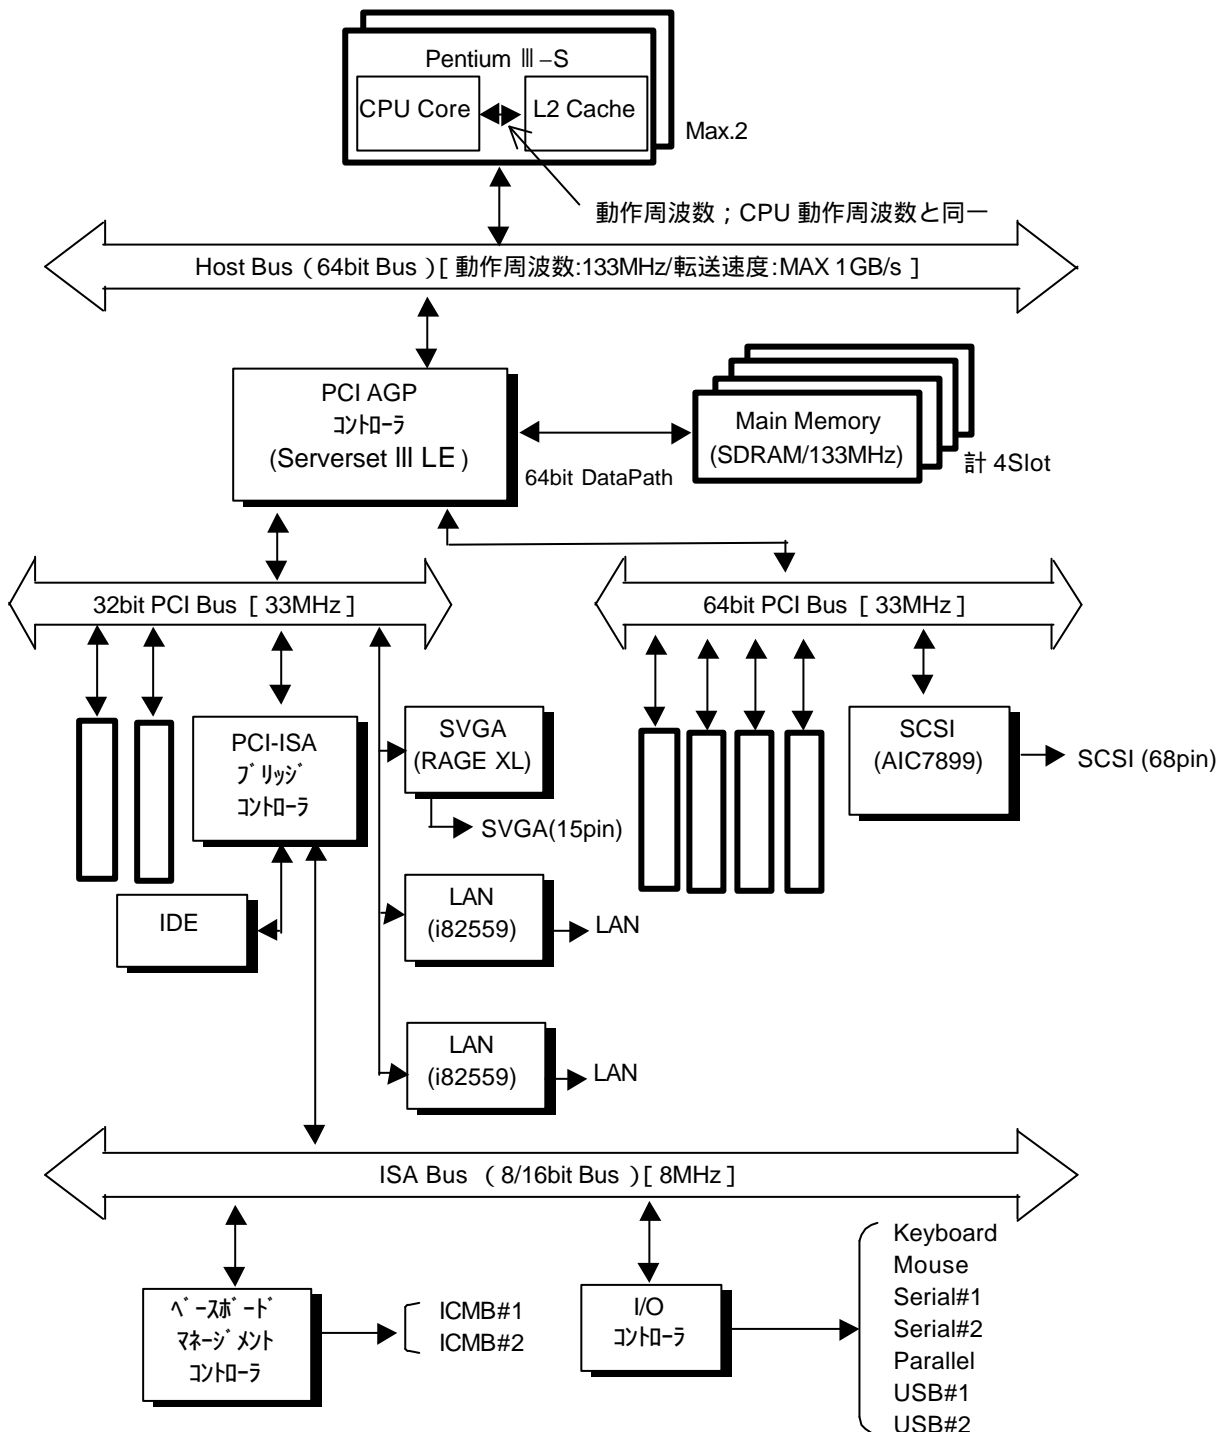 Pentium Ⅲ –S
CPU Core
L2 Cache
Max.2
動作周波数；CPU 動作周波数と同一
Host Bus（64bit Bus）[ 動作周波数:133MHz/転送速度:MAX 1GB/s ]
PCI AGP
ｺﾝﾄﾛｰﾗ
(Serverset Ⅲ LE )
64bit DataPath
Main Memory
(SDRAM/133MHz)
計 4Slot
32bit PCI Bus [ 33MHz ]
64bit PCI Bus [ 33MHz ]
PCI-ISA
ﾌﾞﾘｯｼﾞ
ｺﾝﾄﾛｰﾗ
SVGA
(RAGE XL)
SVGA(15pin)
SCSI
(AIC7899)
SCSI (68pin)
IDE
LAN
(i82559)
LAN
LAN
(i82559)
LAN
ISA Bus （8/16bit Bus）[ 8MHz ]
ﾍﾞｰｽﾎﾞｰﾄﾞ
ﾏﾈｰｼﾞﾒﾝﾄ
ｺﾝﾄﾛｰﾗ
ICMB#1
ICMB#2
I/O
ｺﾝﾄﾛｰﾗ
Keyboard
Mouse
Serial#1
Serial#2
Parallel
USB#1
USB#2